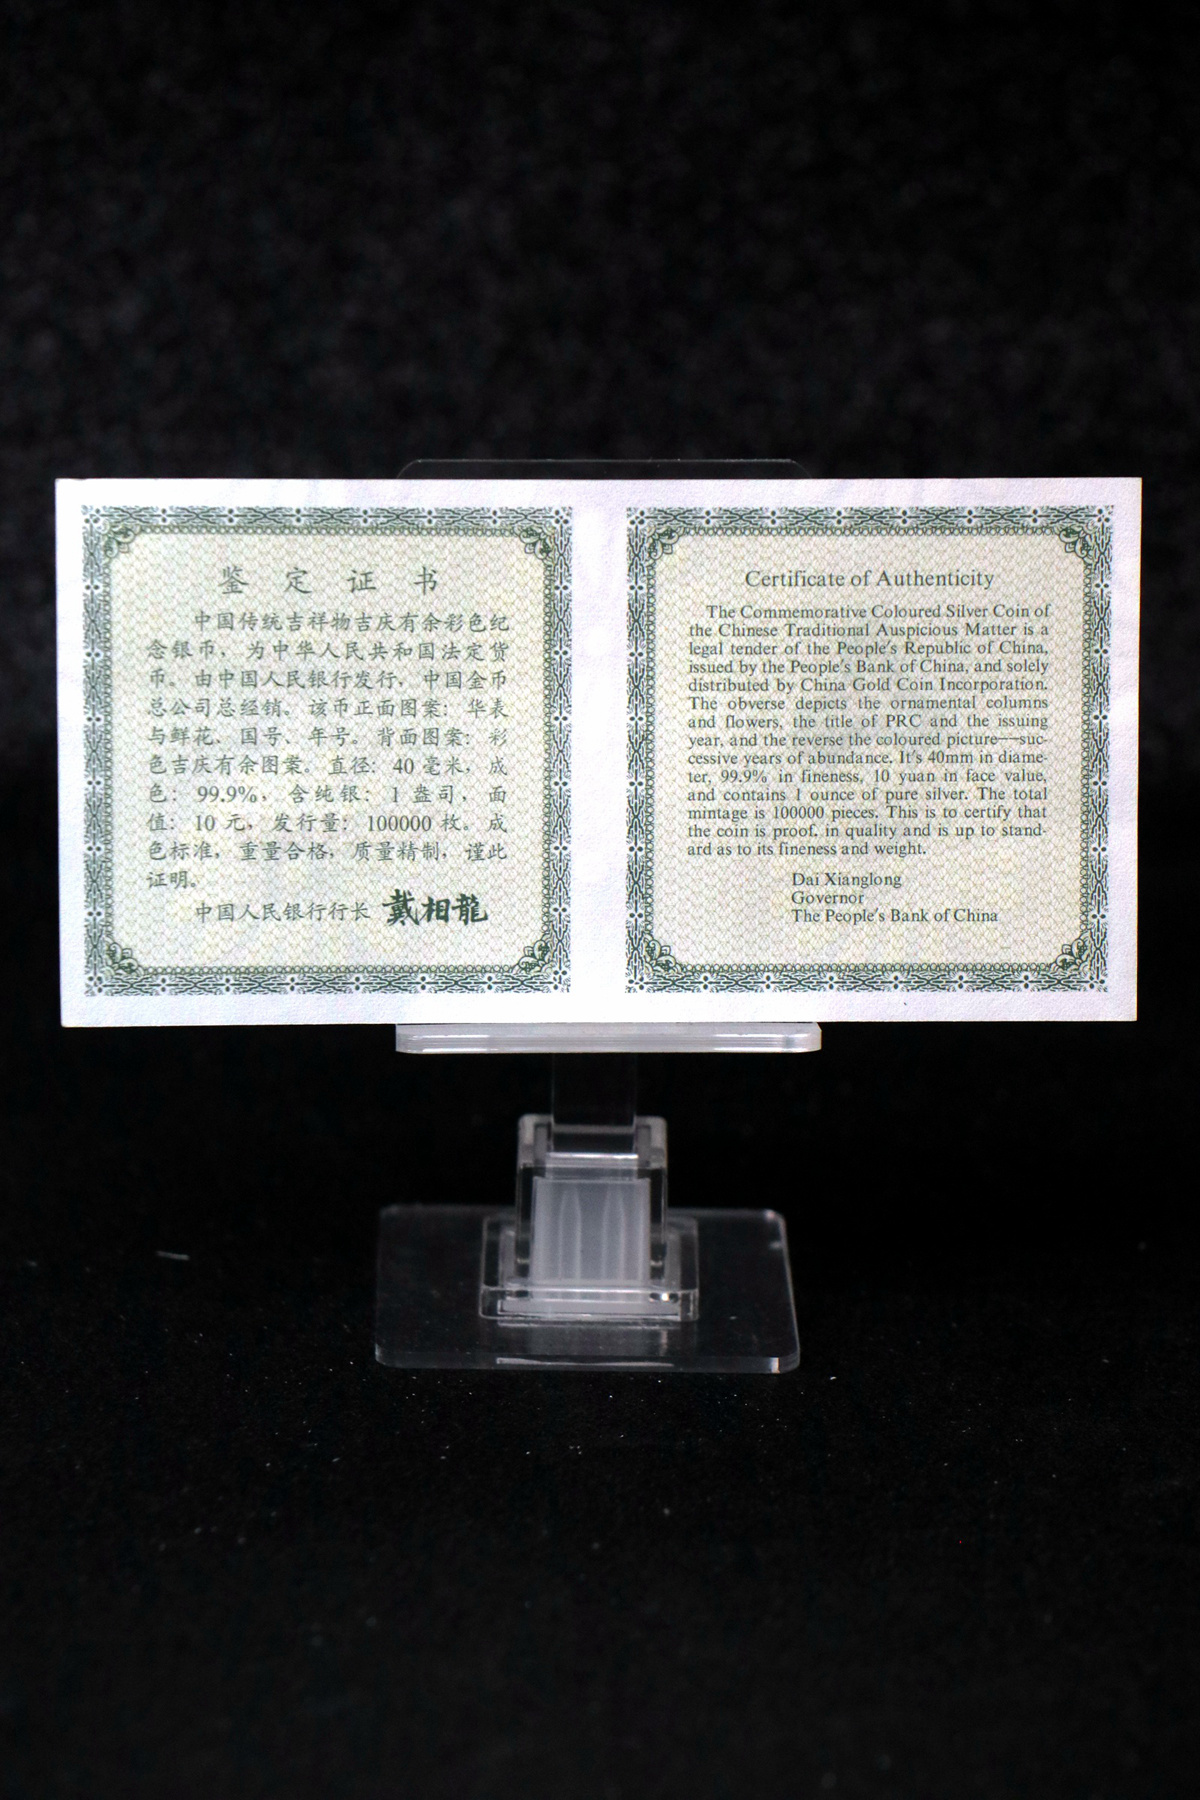 鉴定证书
中国传统吉祥物吉庆有余彩色纪
念银币，为中华人民共和国法定货
币。由中国人民银行发行，中国金币
总公司总经销。该币正面图案：华表
与鲜花、国号、年号。背面图案：彩
色吉庆有余图案。直径：40毫米，成
色：99.9%，含纯银：1盎司，面
值：10元，发行量：100000枚。成
色标准，重量合格，质量精制，谨此
证明。
中国人民银行行长 戴相龍
Certificate of Authenticity
The Commemorative Coloured Silver Coin of
the Chinese Traditional Auspicious Matter is a
legal tender of the People's Republic of China,
issued by the People's Bank of China, and solely
distributed by China Gold Coin Incorporation.
The obverse depicts the ornamental columns
and flowers, the title of PRC and the issuing
year, and the reverse the coloured picture——suc-
cessive years of abundance. It's 40mm in diame-
ter, 99.9% in fineness, 10 yuan in face value,
and contains 1 ounce of pure silver. The total
mintage is 100000 pieces. This is to certify that
the coin is proof, in quality and is up to stand-
ard as to its fineness and weight.
Dai Xianglong
Governor
The People's Bank of China